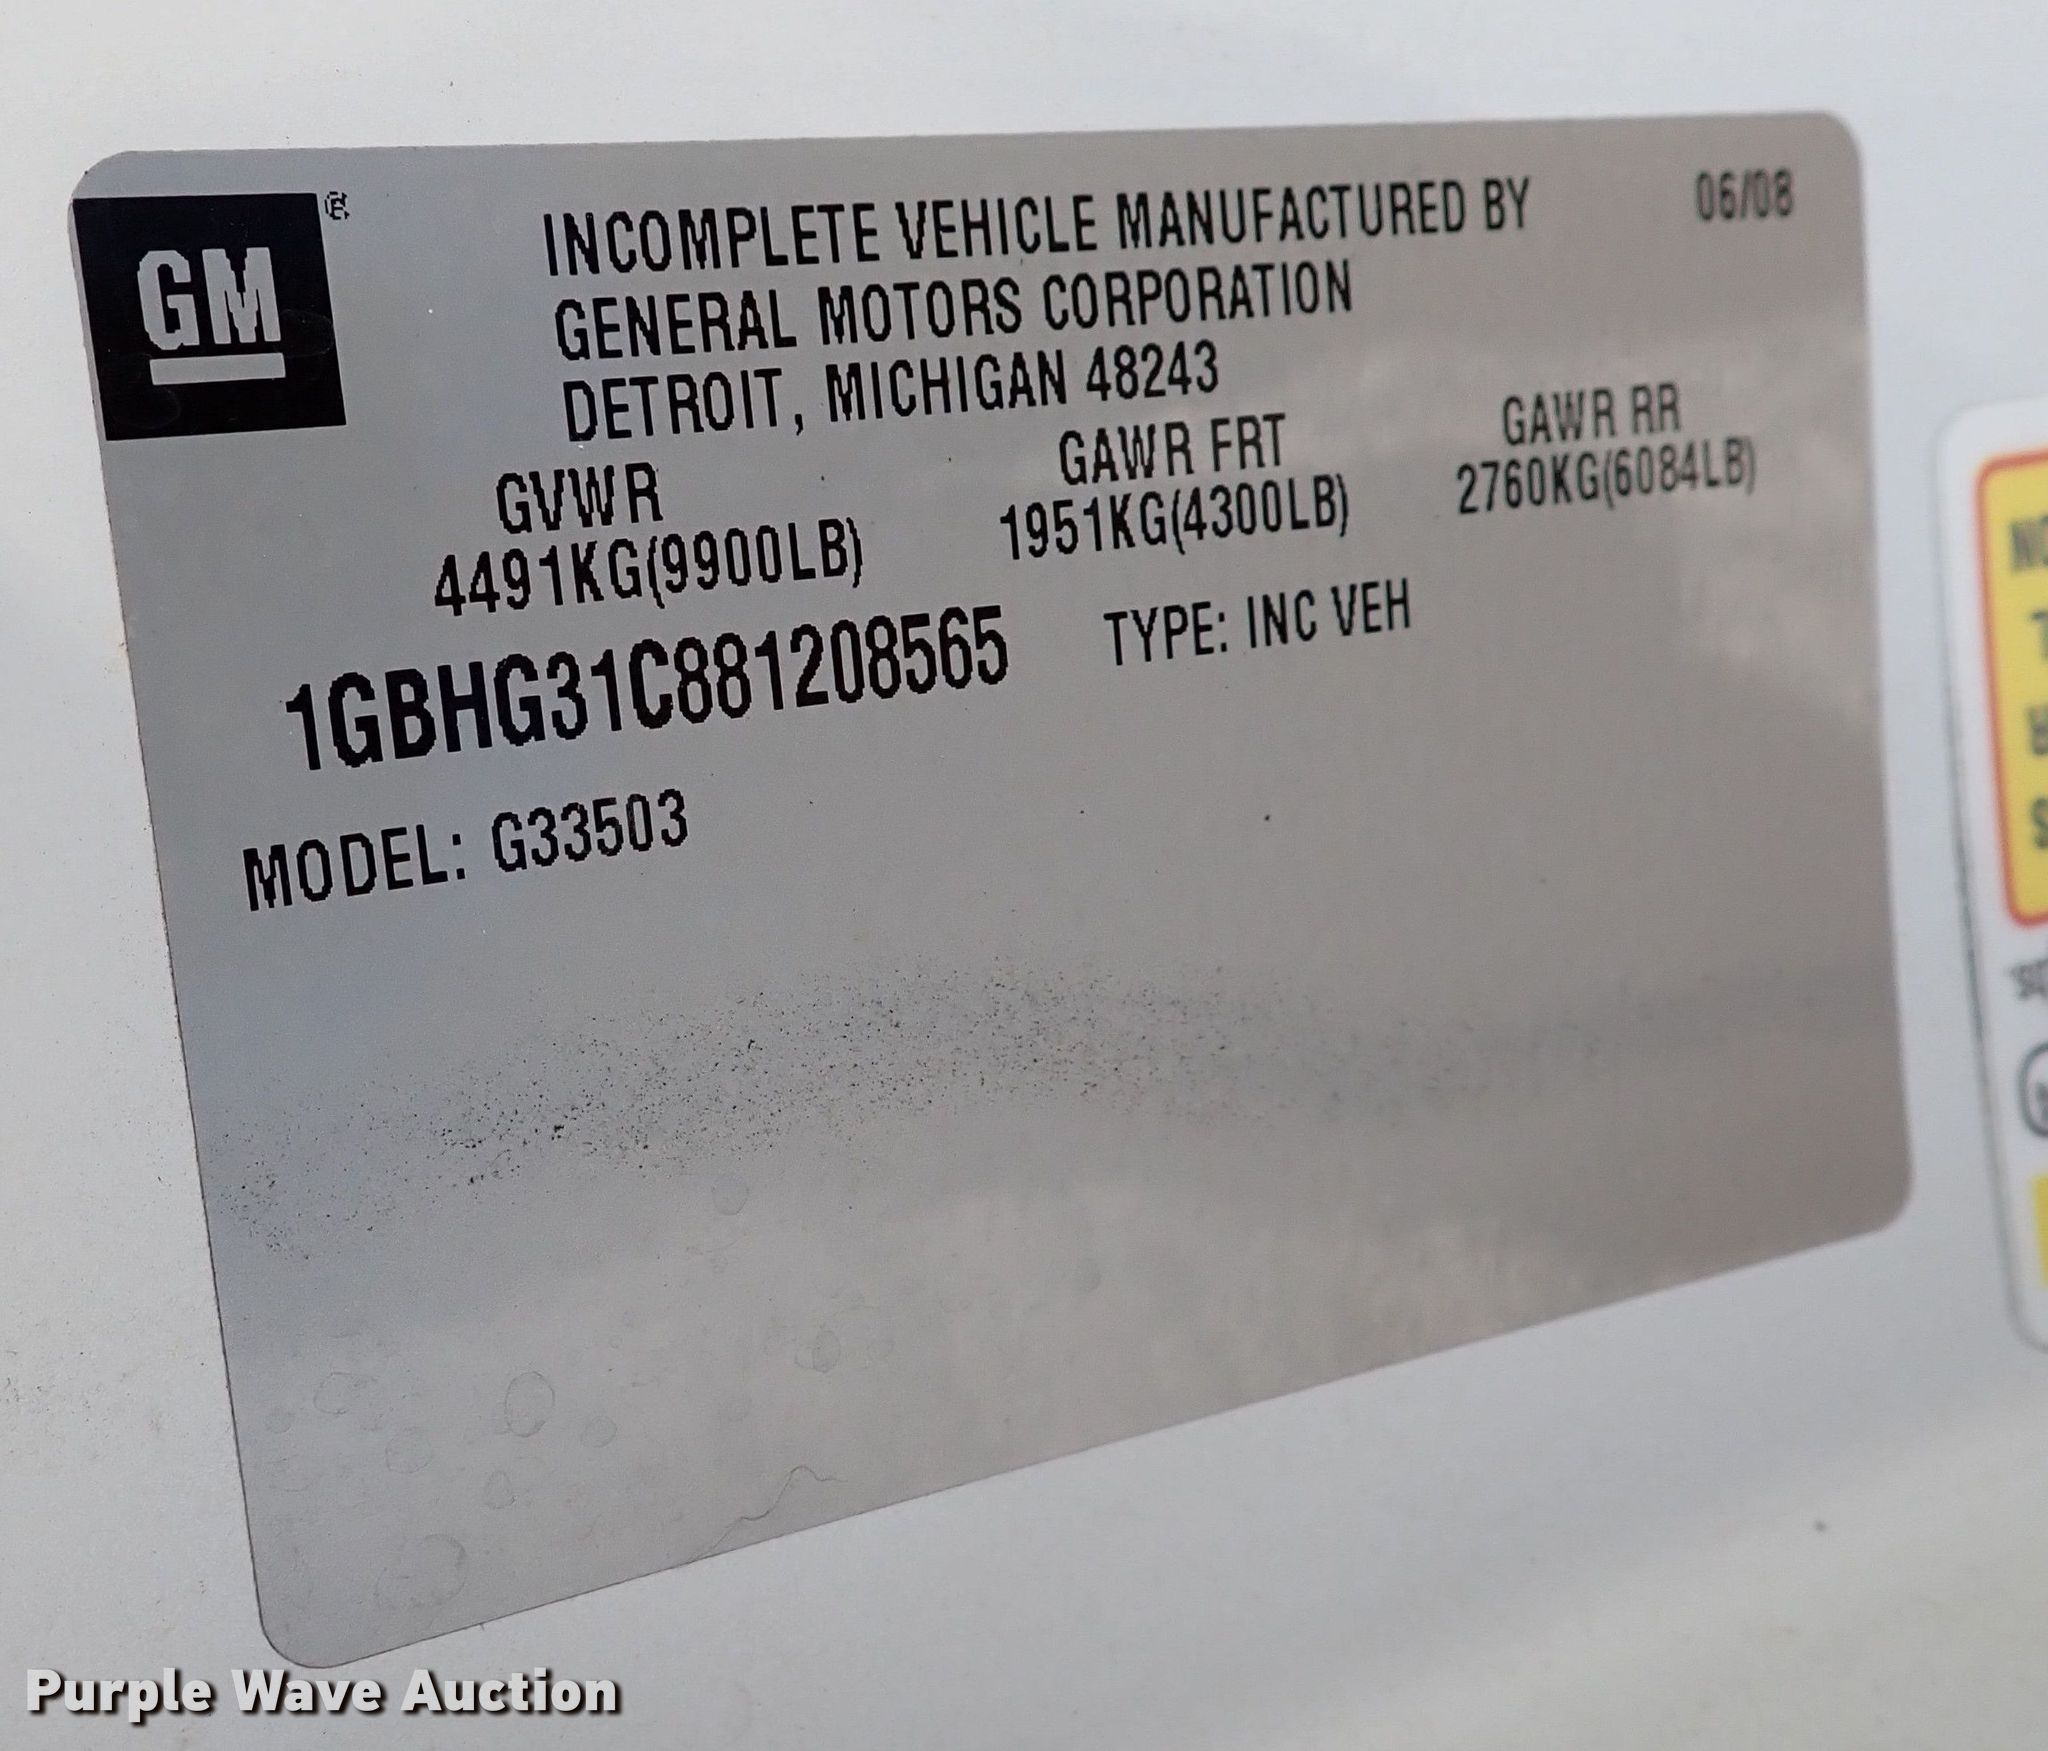 GM ®
INCOMPLETE VEHICLE MANUFACTURED BY 06/08
GENERAL MOTORS CORPORATION
DETROIT, MICHIGAN 48243
GVWR GAWR FRT GAWR RR
4491KG(9900LB) 1951KG(4300LB) 2760KG(6084LB)
1GBHG31C881208565 TYPE: INC VEH
MODEL: G33503
Purple Wave Auction